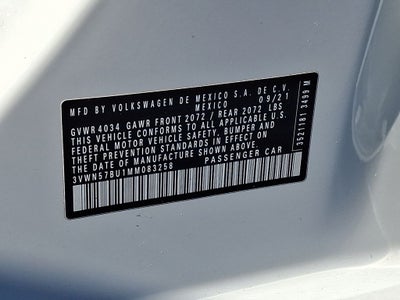 MFD BY VOLKSWAGEN DE MEXICO S.A. DE C.V.
MEXICO 09/21
GVWR 4034 GAWR FRONT 2072 / REAR 2072 LBS
THIS VEHICLE CONFORMS TO ALL APPLICABLE U.S.
FEDERAL MOTOR VEHICLE SAFETY, BUMPER AND
THEFT PREVENTION STANDARDS IN EFFECT ON
THE DATE OF MANUFACTURE SHOWN ABOVE.
3VWN57BU1MM083258 PASSENGER CAR
3521181 3499 M